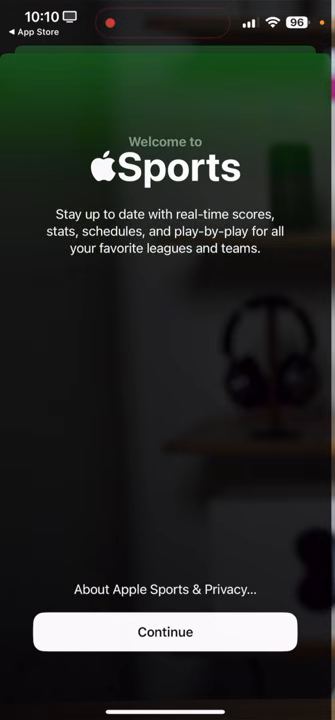 10:10
96
◀ App Store
Welcome to
Sports
Stay up to date with real-time scores,
stats, schedules, and play-by-play for all
your favorite leagues and teams.
About Apple Sports & Privacy...
Continue